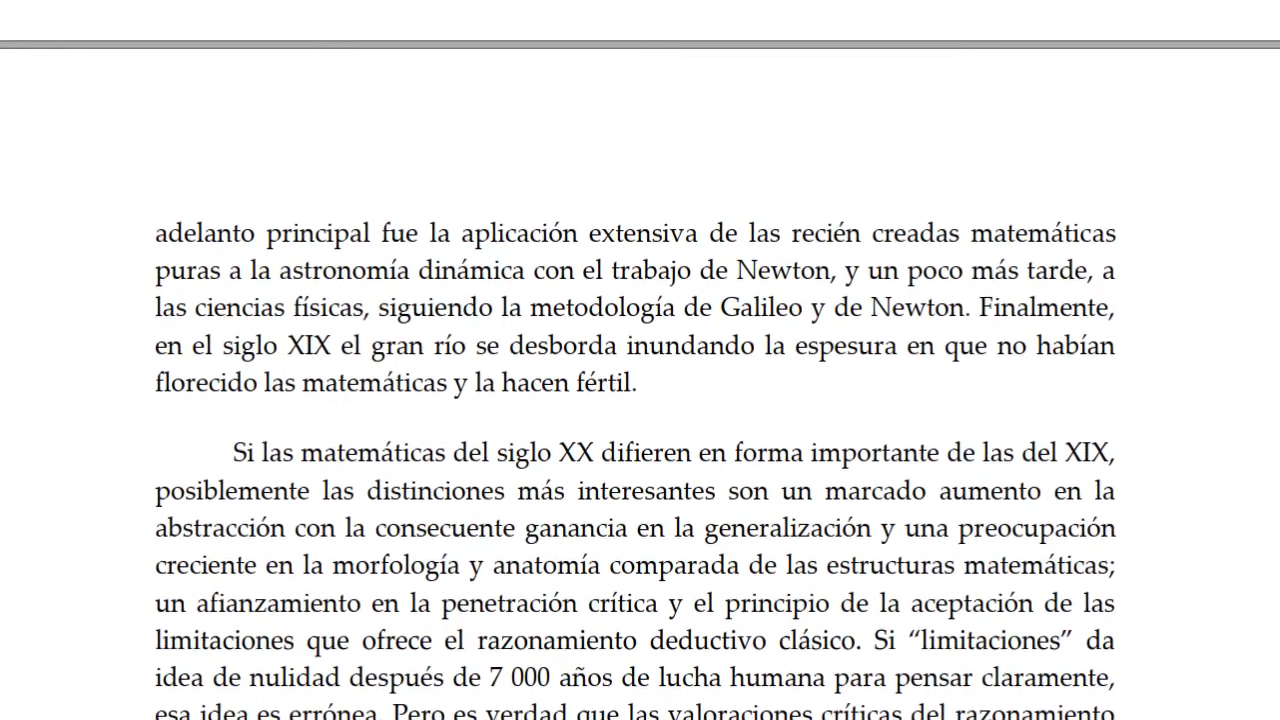 adelanto principal fue la aplicación extensiva de las recién creadas matemáticas
puras a la astronomía dinámica con el trabajo de Newton, y un poco más tarde, a
las ciencias físicas, siguiendo la metodología de Galileo y de Newton. Finalmente,
en el siglo XIX el gran río se desborda inundando la espesura en que no habían
florecido las matemáticas y la hacen fértil.
Si las matemáticas del siglo XX difieren en forma importante de las del XIX,
posiblemente las distinciones más interesantes son un marcado aumento en la
abstracción con la consecuente ganancia en la generalización y una preocupación
creciente en la morfología y anatomía comparada de las estructuras matemáticas;
un afianzamiento en la penetración crítica y el principio de la aceptación de las
limitaciones que ofrece el razonamiento deductivo clásico. Si “limitaciones” da
idea de nulidad después de 7 000 años de lucha humana para pensar claramente,
esa idea es errónea. Pero es verdad que las valoraciones críticas del razonamiento